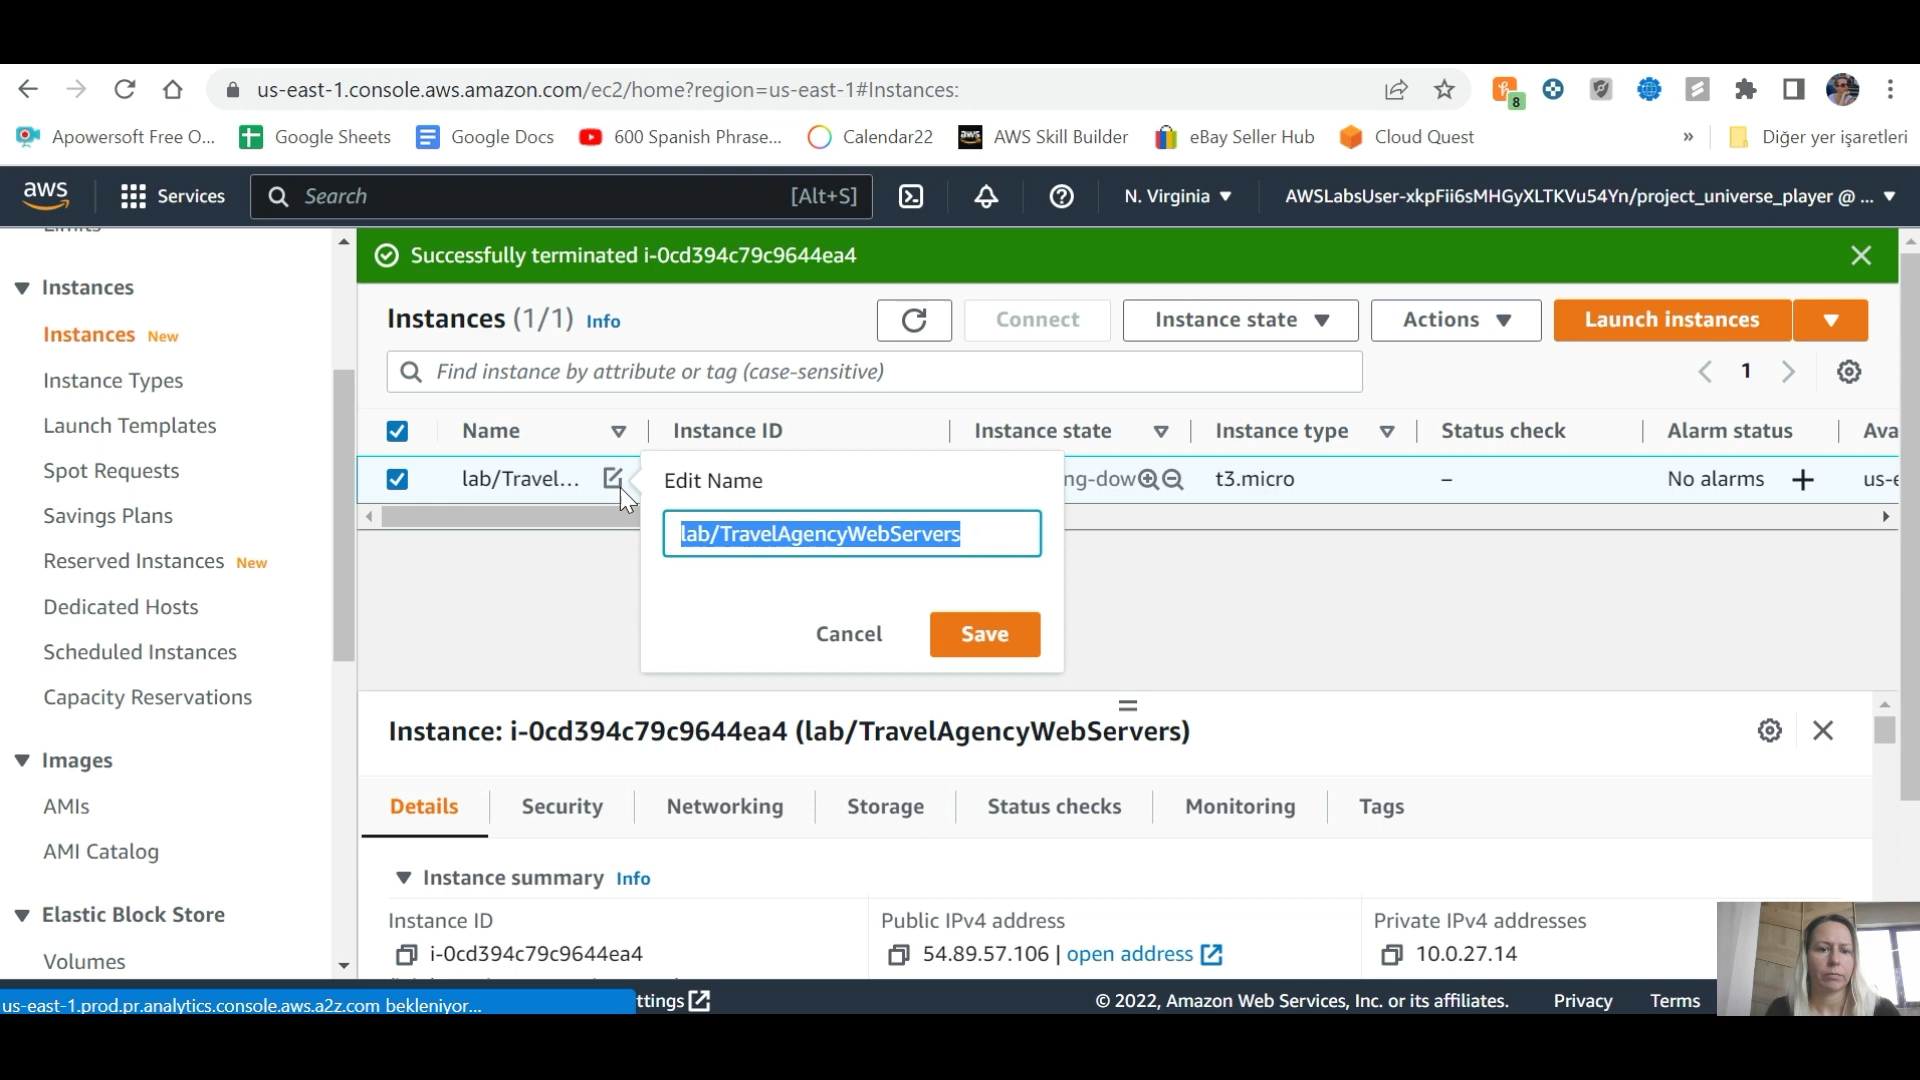 us-east-1.console.aws.amazon.com/ec2/home?region=us-east-1#Instances:
8
Apowersoft Free O...
Google Sheets
Google Docs
600 Spanish Phrase...
Calendar22
aws
AWS Skill Builder
eBay Seller Hub
Cloud Quest
»
Diğer yer işaretleri
aws
Services
Search
[Alt+S]
N. Virginia
AWSLabsUser-xkpFii6sMHGyXLTKVu54Yn/project_universe_player @ ...
Limits
Instances
Instances New
Instance Types
Launch Templates
Spot Requests
Savings Plans
Reserved Instances New
Dedicated Hosts
Scheduled Instances
Capacity Reservations
Images
AMIs
AMI Catalog
Elastic Block Store
Volumes
Successfully terminated i-0cd394c79c9644ea4
Instances (1/1) Info
Connect
Instance state
Actions
Launch instances
Find instance by attribute or tag (case-sensitive)
1
Name
Instance ID
Instance state
Instance type
Status check
Alarm status
Ava
lab/Travel...
ng-dow
t3.micro
–
No alarms
us-e
Edit Name
lab/TravelAgencyWebServers
Cancel
Save
Instance: i-0cd394c79c9644ea4 (lab/TravelAgencyWebServers)
Details
Security
Networking
Storage
Status checks
Monitoring
Tags
Instance summary Info
Instance ID
Public IPv4 address
Private IPv4 addresses
i-0cd394c79c9644ea4
54.89.57.106 | open address
10.0.27.14
us-east-1.prod.pr.analytics.console.aws.a2z.com bekleniyor...
ttings
© 2022, Amazon Web Services, Inc. or its affiliates.
Privacy
Terms